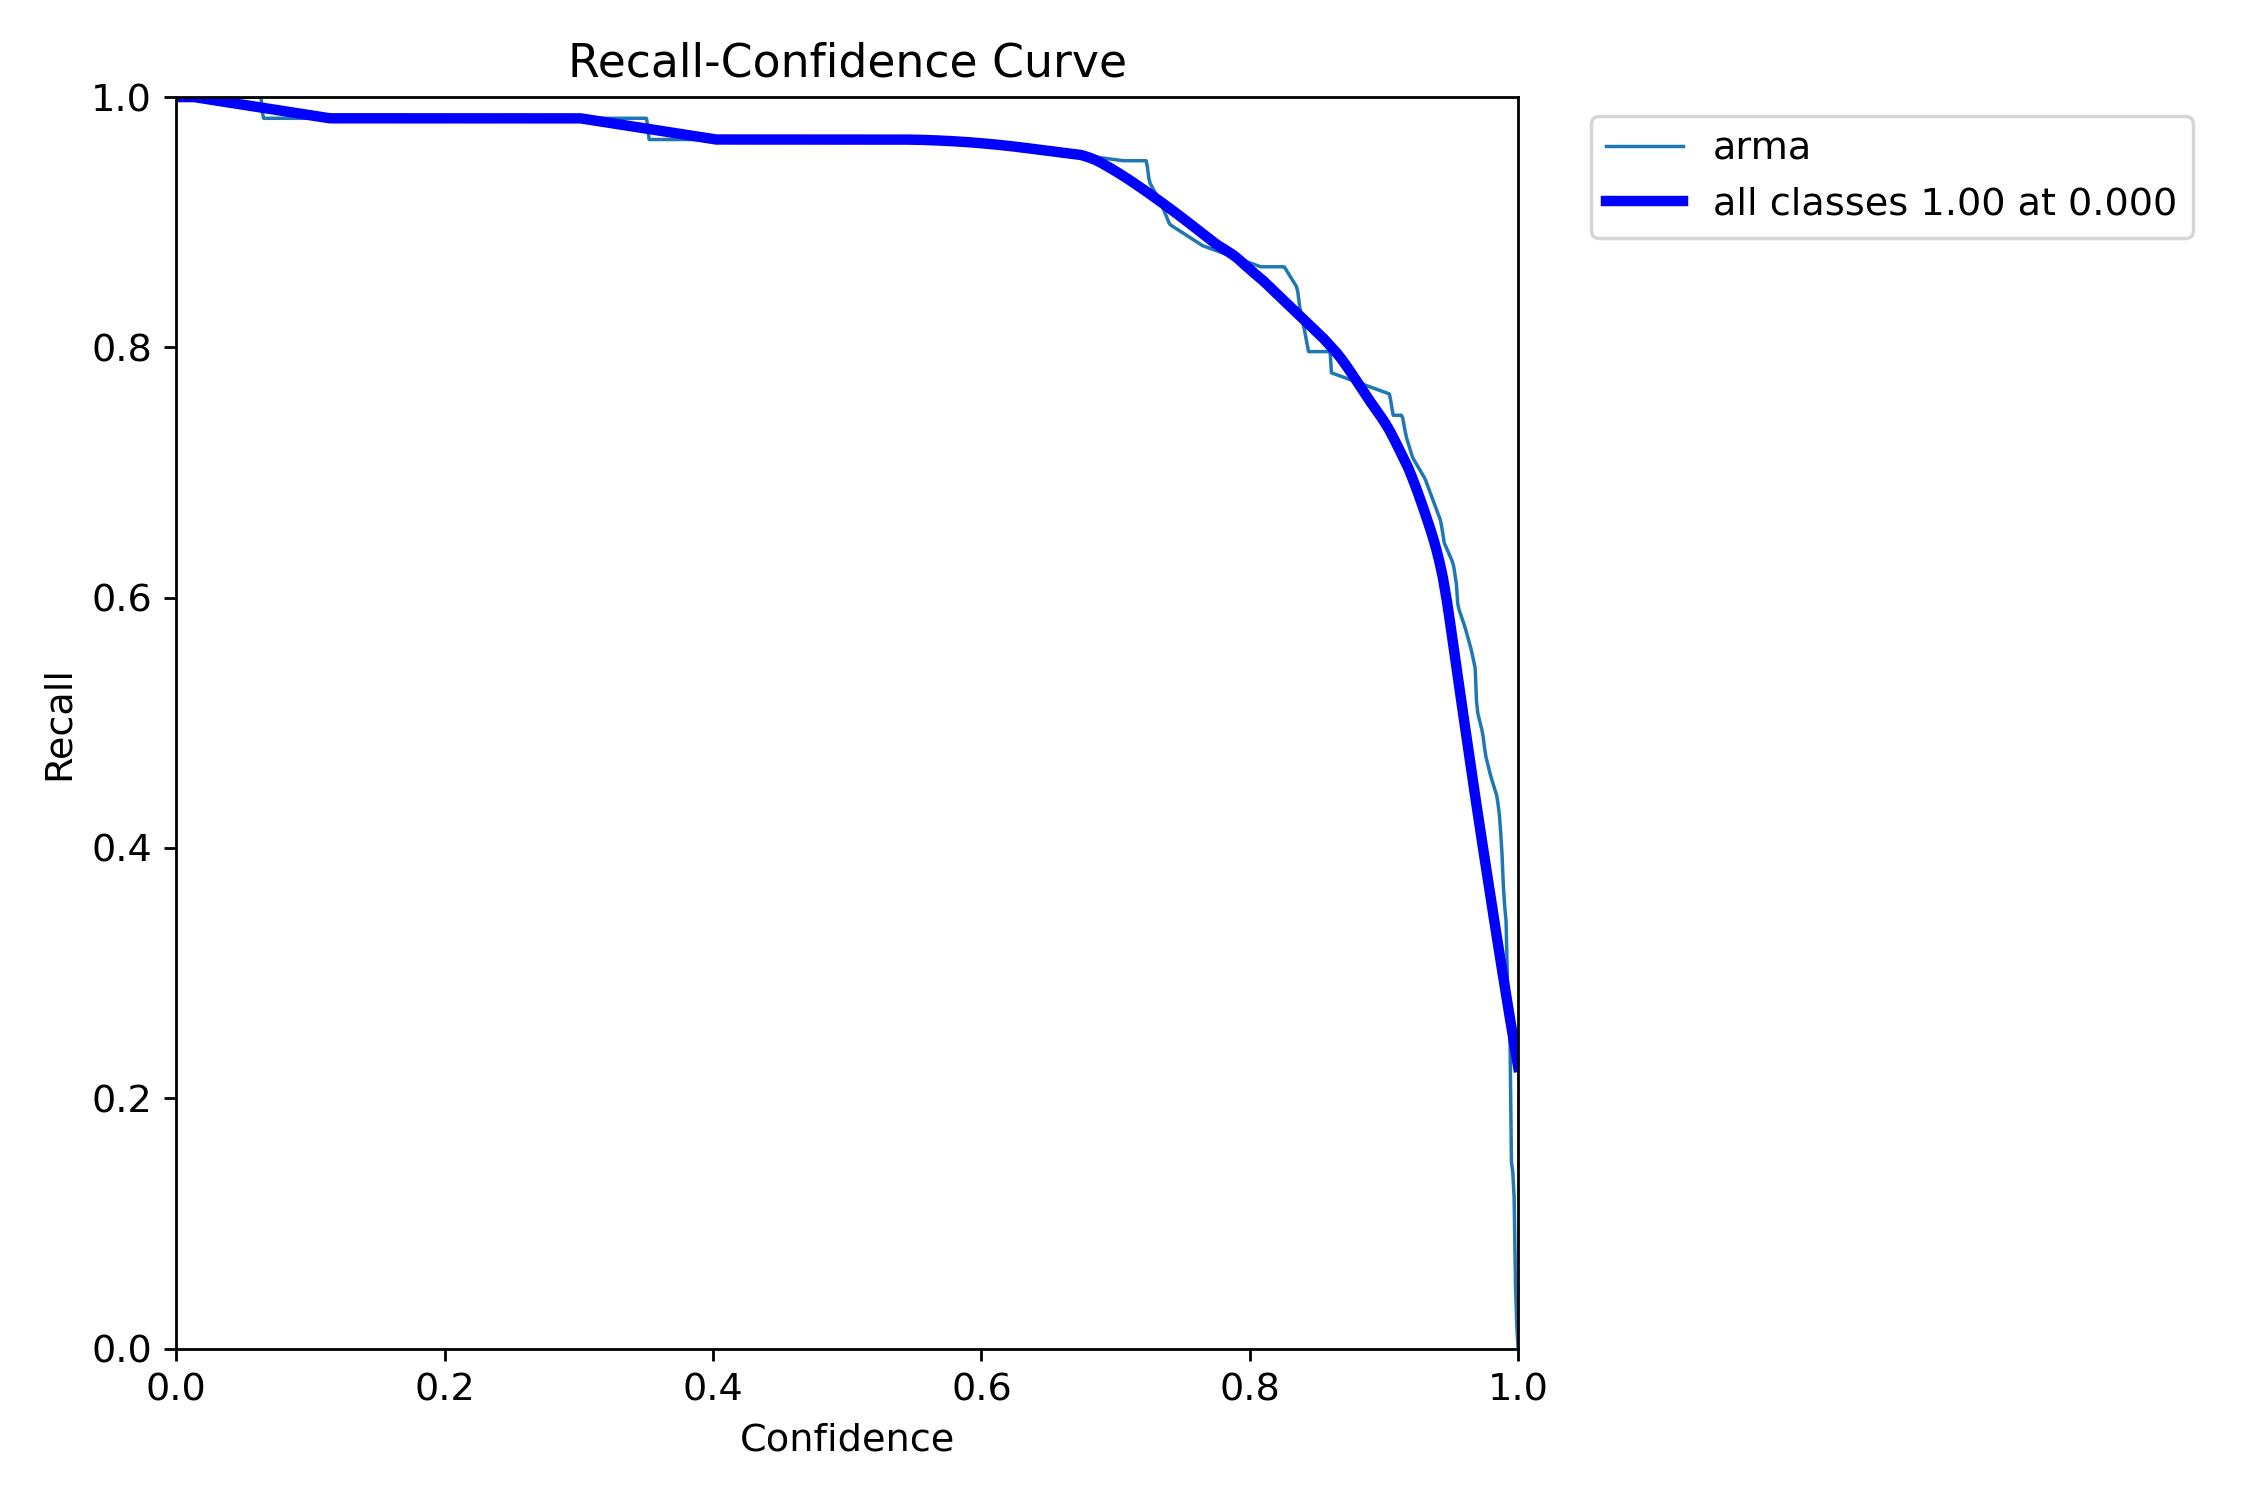 Recall-Confidence Curve
arma
all classes 1.00 at 0.000
1.0
0.8
0.6
0.4
0.2
0.0
Recall
0.0 0.2 0.4 0.6 0.8 1.0
Confidence